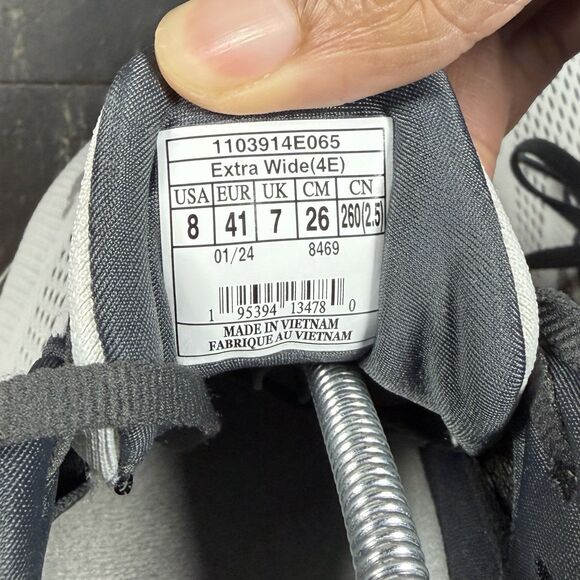 1103914E065
Extra Wide(4E)
USA EUR UK CM CN
8 41 7 26 260(2.5)
01/24 8469
1 95394 13478 0
MADE IN VIETNAM
FABRIQUE AU VIETNAM